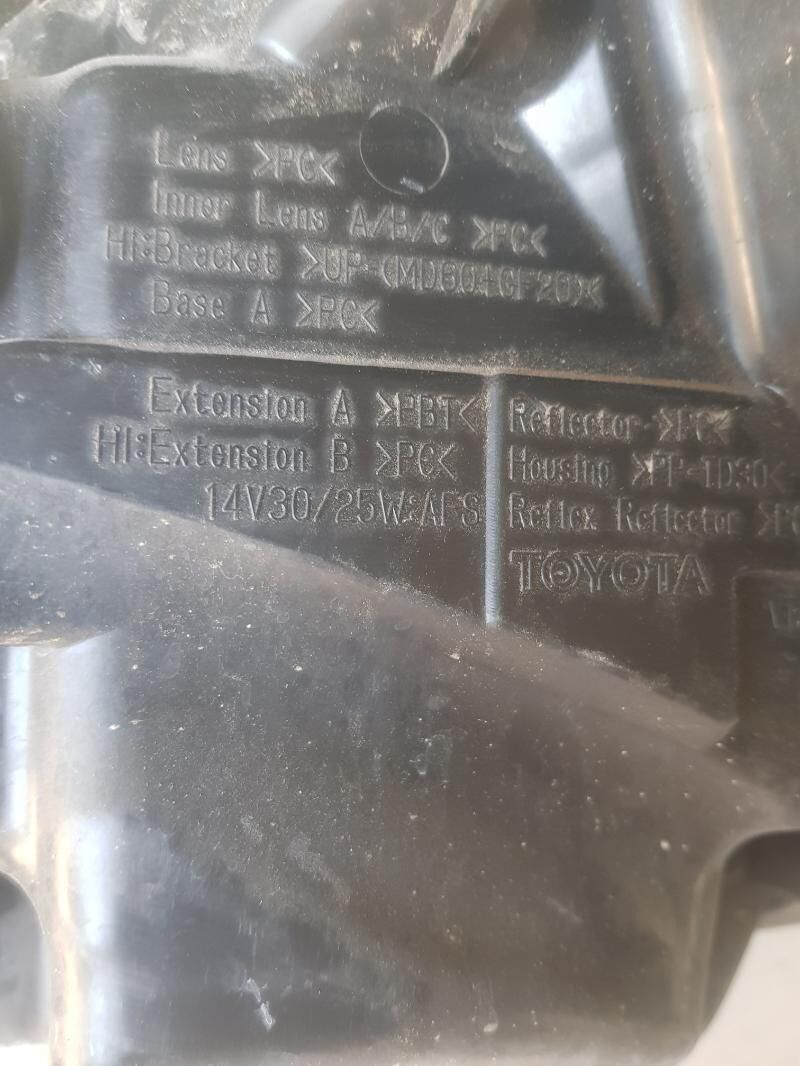 Lens >PC<
Inner Lens A/B/C >PC<
HI:Bracket >UP-(MD60+GF20)<
Base A >PC<
Extension A >PBT<
HI:Extension B >PC<
14V30/25W:AFS
Reflector >PC<
Housing >PP-TD30<
Reflex Reflector
TOYOTA